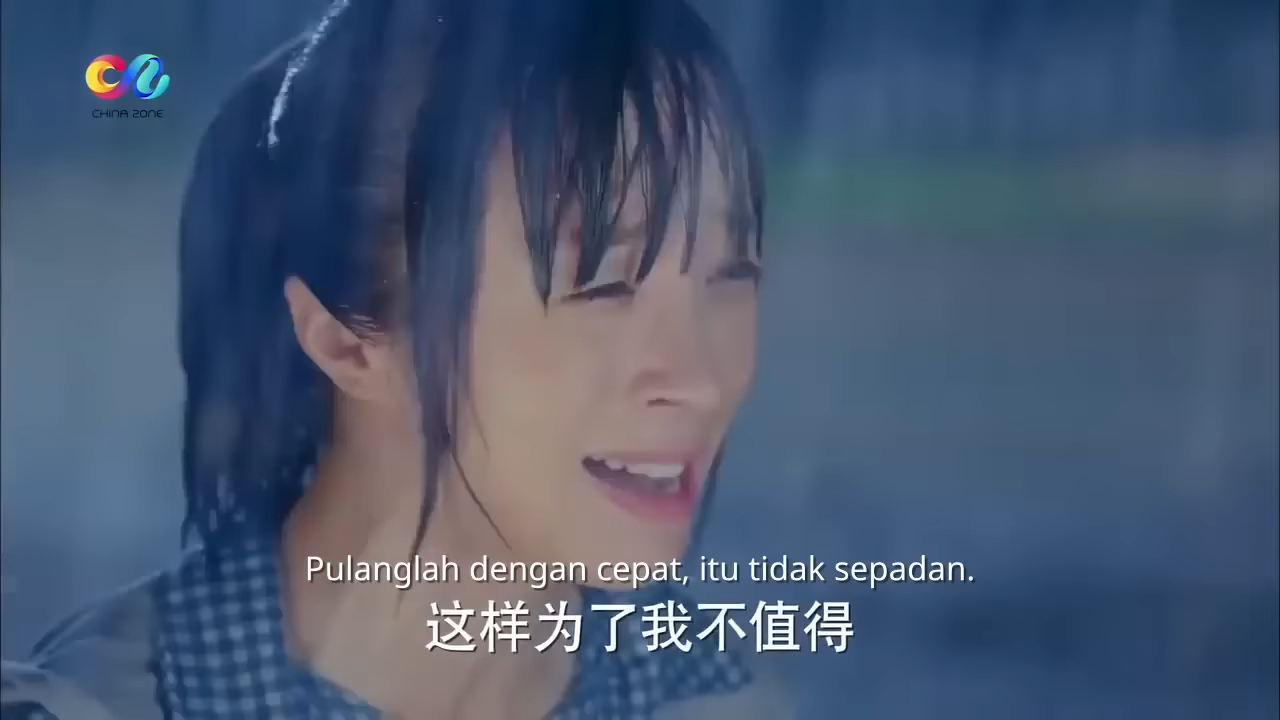 CHINA ZONE
Pulanglah dengan cepat, itu tidak sepadan.
这样为了我不值得